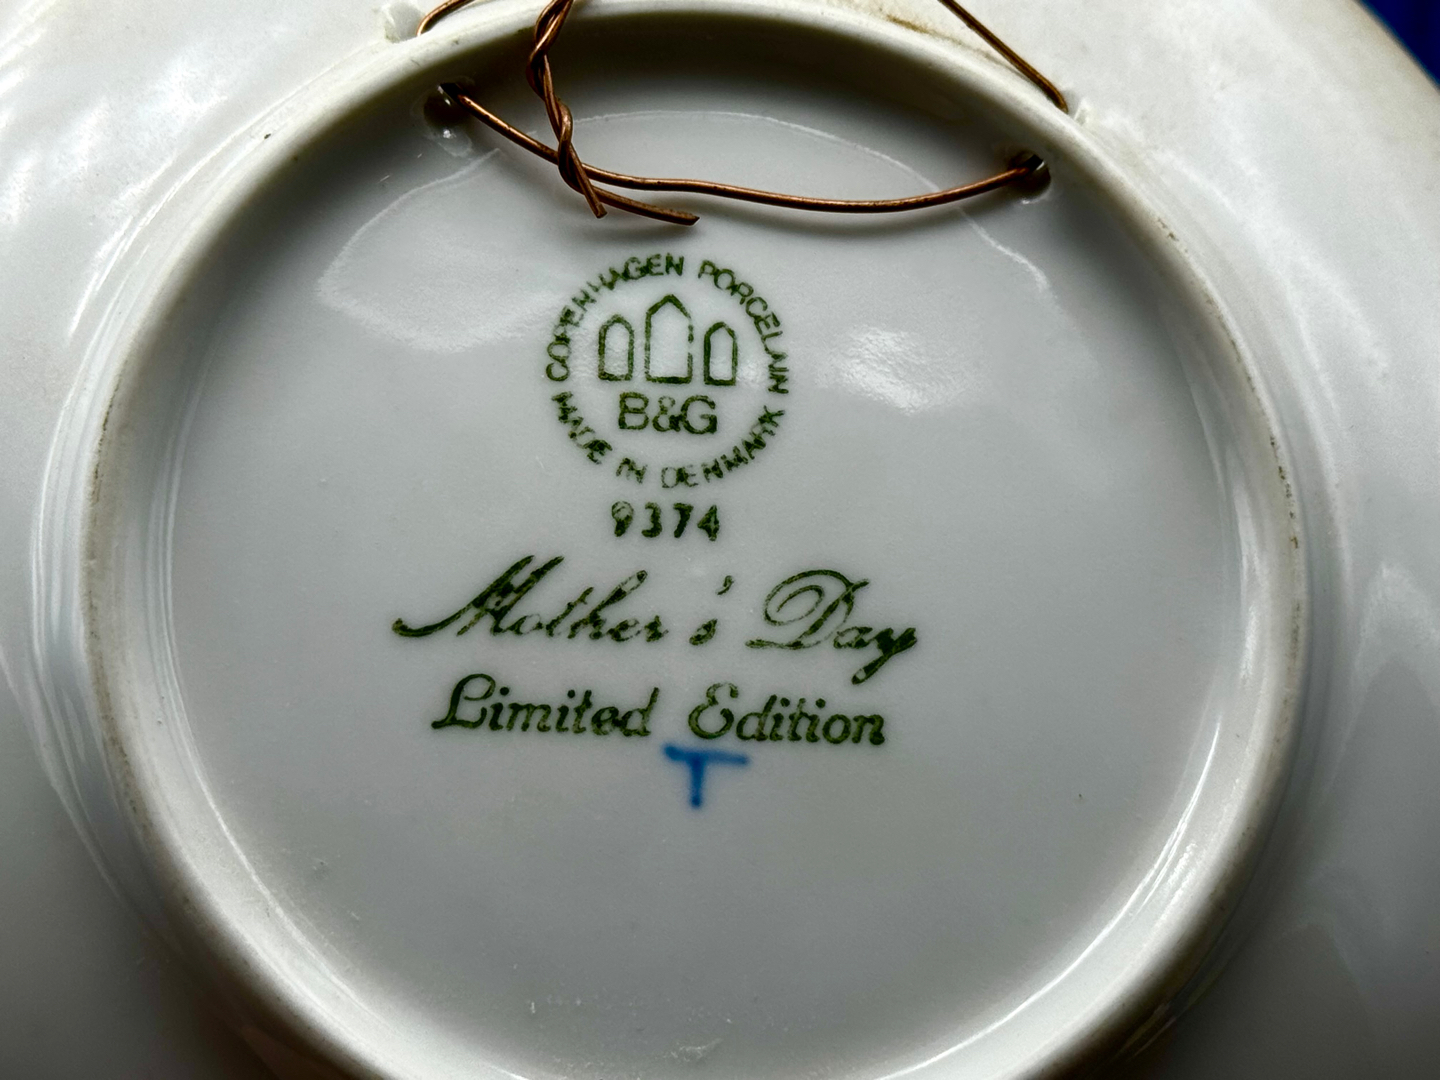 COPENHAGEN PORCELAIN
B&G
MADE IN DENMARK
9374
Mother's Day
Limited Edition
T